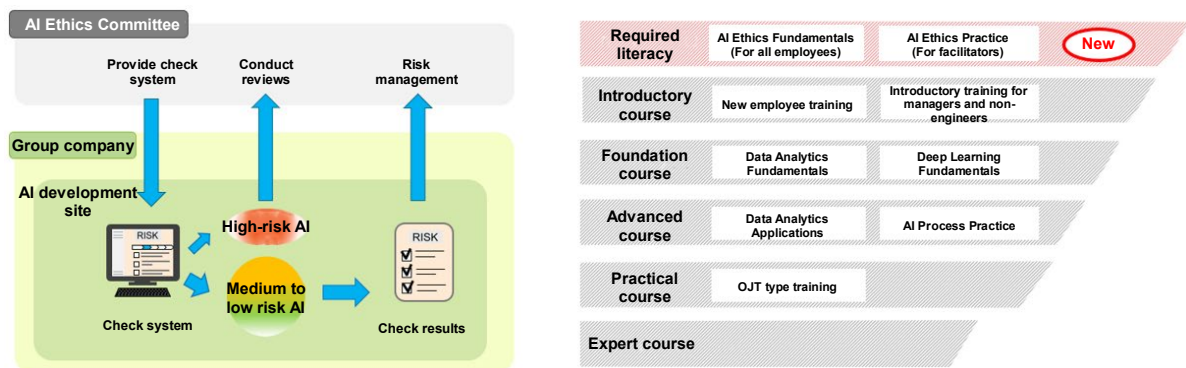 AI Ethics Committee
Provide check
system
Conduct
reviews
Risk
management
Group company
AI development
site
RISK
High-risk AI
Medium to
low risk AI
RISK
Check system
Check results
Required
literacy
AI Ethics Fundamentals
(For all employees)
AI Ethics Practice
(For facilitators)
New
Introductory
course
New employee training
Introductory training for
managers and non-
engineers
Foundation
course
Data Analytics
Fundamentals
Deep Learning
Fundamentals
Advanced
course
Data Analytics
Applications
AI Process Practice
Practical
course
OJT type training
Expert course